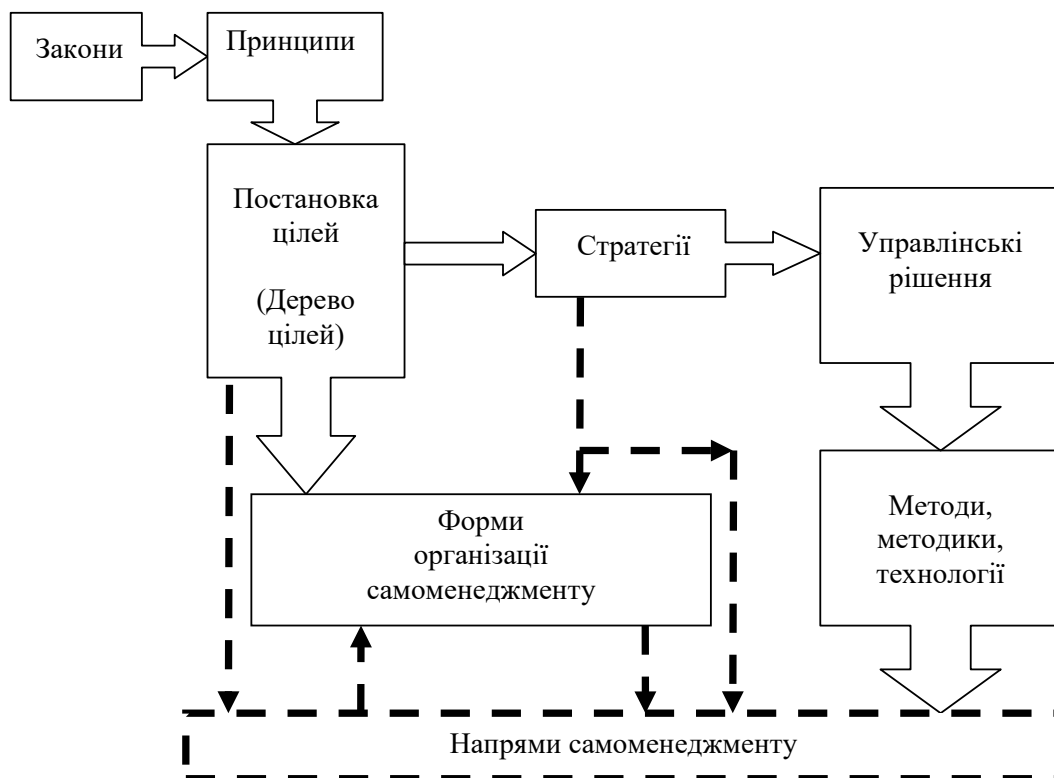 Закони
Принципи
Постановка
цілей
(Дерево
цілей)
Стратегії
Управлінські
рішення
Форми
організації
самоменеджменту
Методи,
методики,
технології
Напрями самоменеджменту